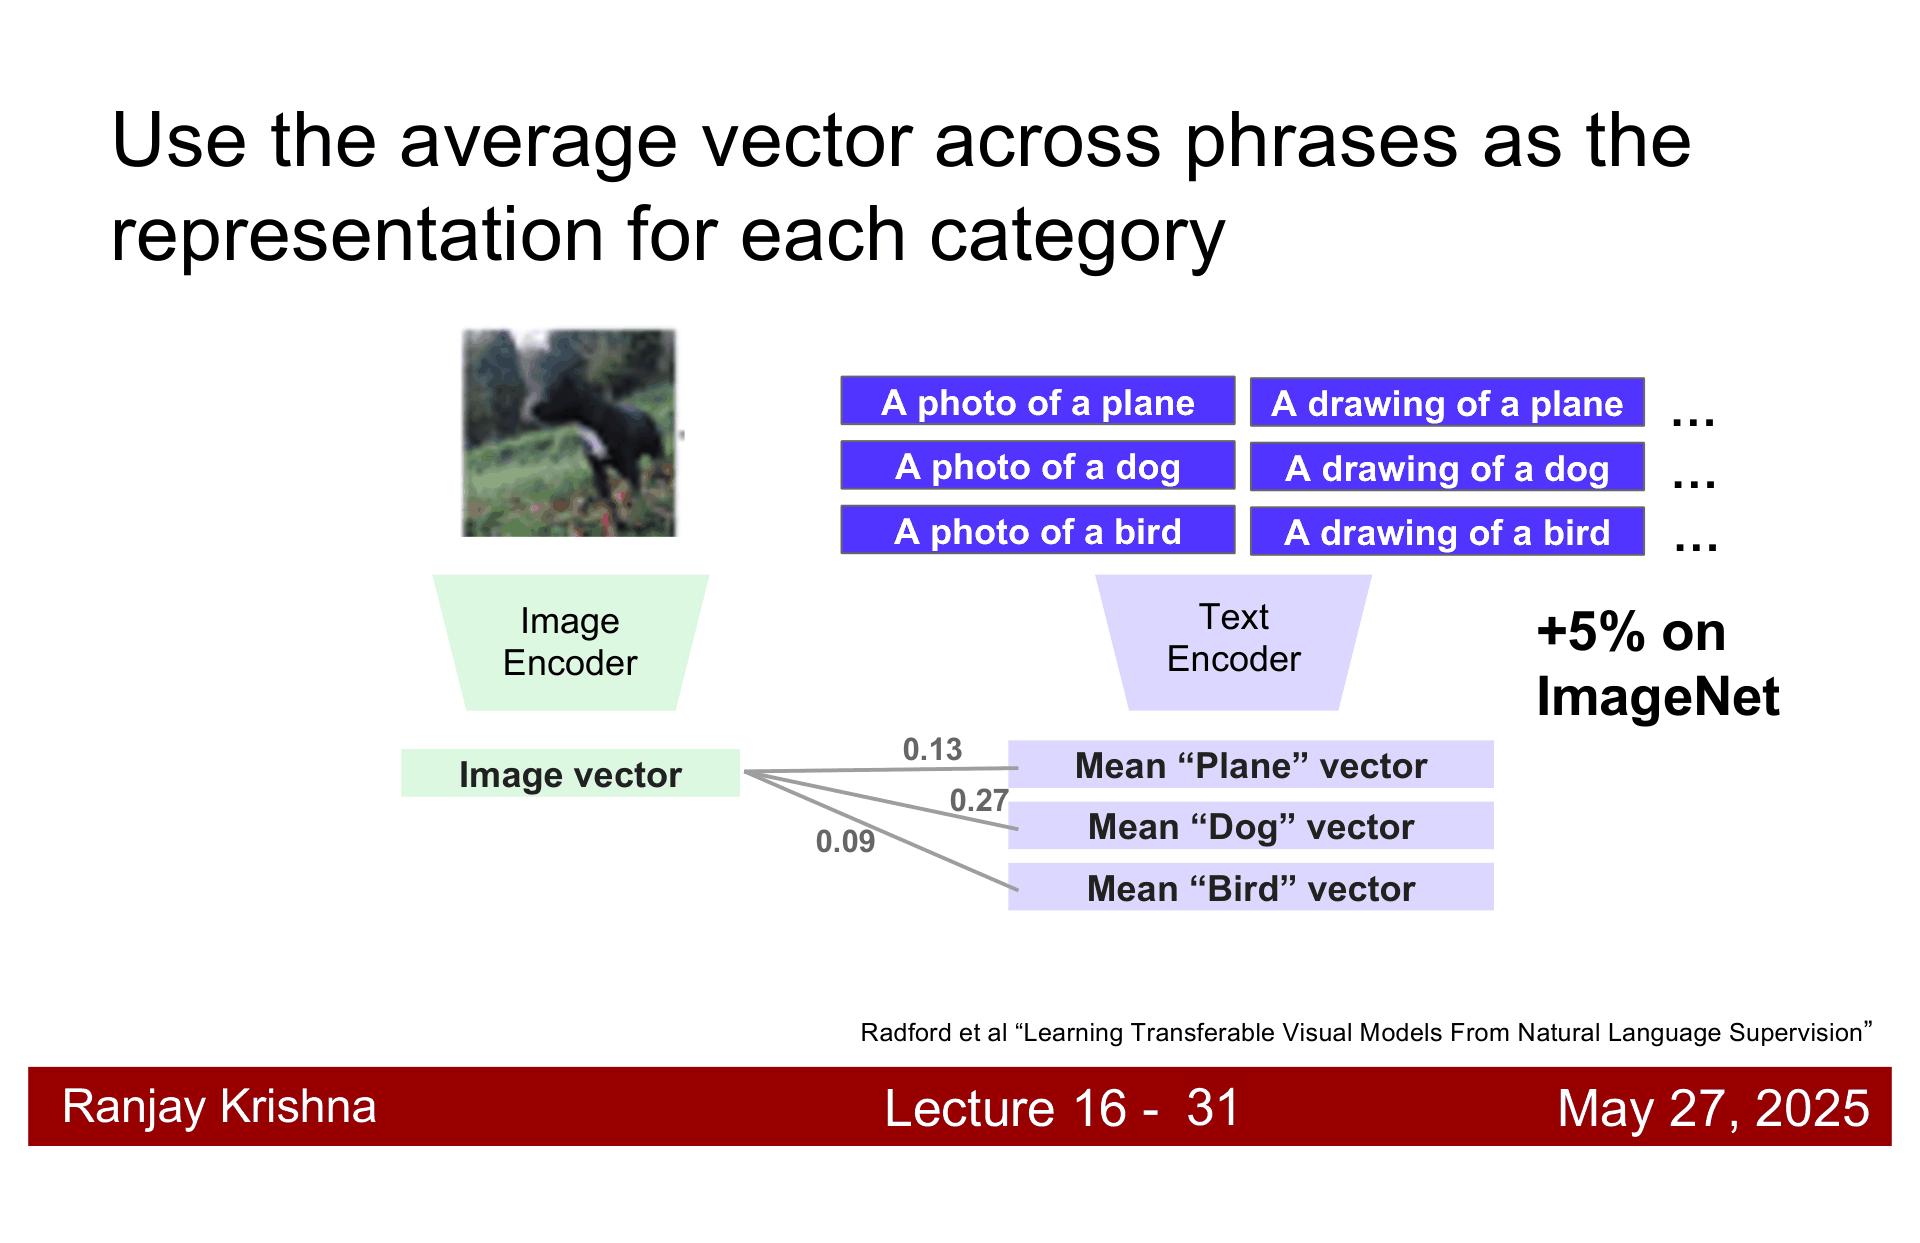 Use the average vector across phrases as the
representation for each category
A photo of a plane
A drawing of a plane
...
A photo of a dog
A drawing of a dog
...
A photo of a bird
A drawing of a bird
...
Image
Encoder
Text
Encoder
+5% on
ImageNet
Image vector
0.13
0.27
0.09
Mean “Plane” vector
Mean “Dog” vector
Mean “Bird” vector
Radford et al “Learning Transferable Visual Models From Natural Language Supervision”
Ranjay Krishna
Lecture 16 - 31
May 27, 2025